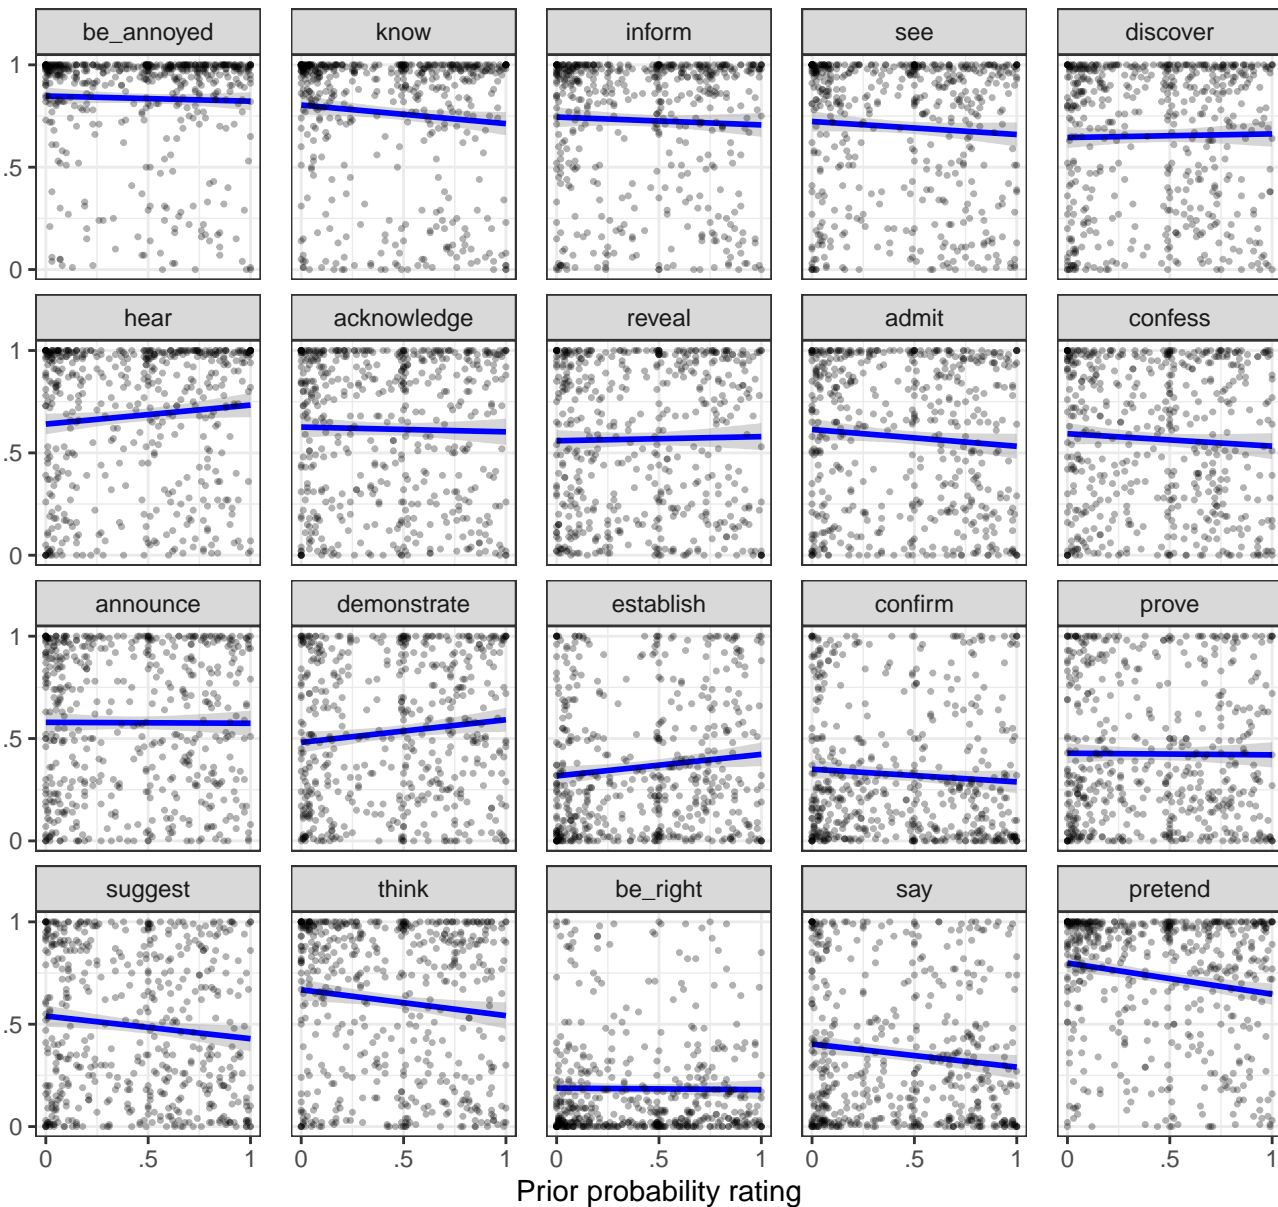 be_annoyed know inform see discover
1
.5
0
hear acknowledge reveal admit confess
1
.5
0
announce demonstrate establish confirm prove
1
.5
0
suggest think be_right say pretend
1
.5
0
0 .5 1 0 .5 1 0 .5 1 0 .5 1 0 .5 1
Prior probability rating